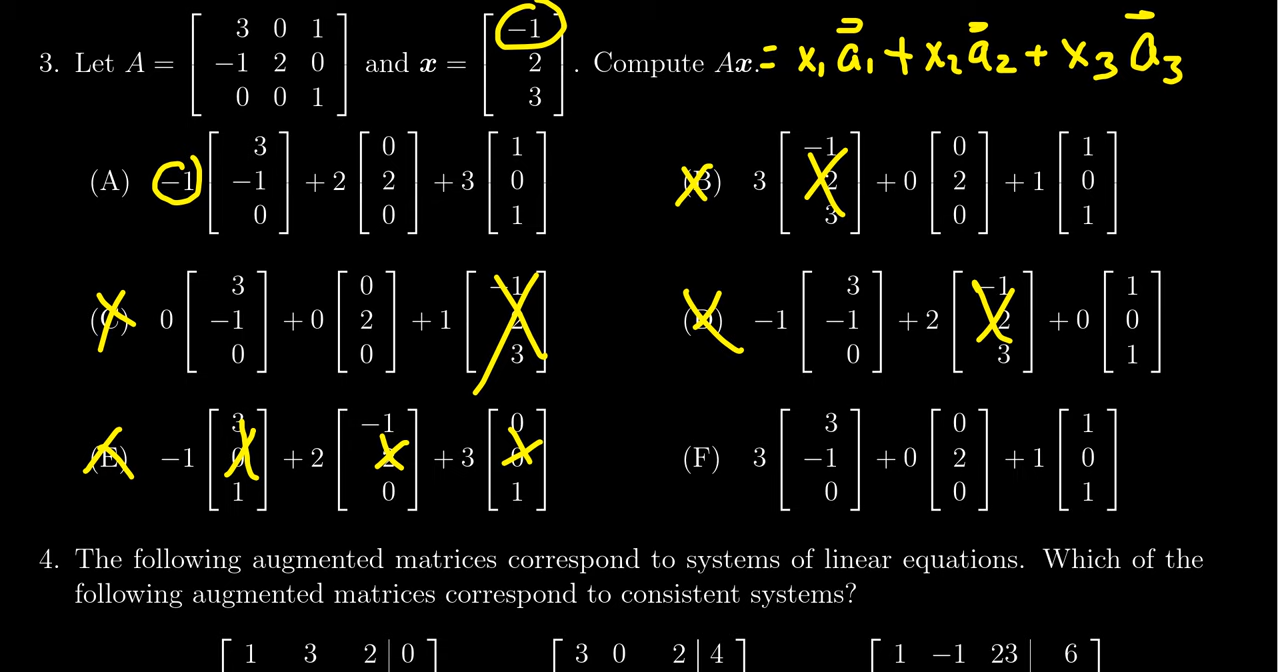 3. Let A = [ 3 0 1 ; −1 2 0 ; 0 0 1 ] and x = [ −1 ; 2 ; 3 ]. Compute Ax. = x₁a̅₁ + x₂a̅₂ + x₃a̅₃
(A) −1 [ 3 ; −1 ; 0 ] + 2 [ 0 ; 2 ; 0 ] + 3 [ 1 ; 0 ; 1 ]
(B) 3 [ −1 ; 2 ; 3 ] + 0 [ 0 ; 2 ; 0 ] + 1 [ 1 ; 0 ; 1 ]
(C) 0 [ 3 ; −1 ; 0 ] + 0 [ 0 ; 2 ; 0 ] + 1 [ −1 ; 2 ; 3 ]
(D) −1 [ 3 ; −1 ; 0 ] + 2 [ −1 ; 2 ; 3 ] + 0 [ 1 ; 0 ; 1 ]
(E) −1 [ 3 ; 0 ; 1 ] + 2 [ −1 ; 2 ; 0 ] + 3 [ 0 ; 0 ; 1 ]
(F) 3 [ 3 ; −1 ; 0 ] + 0 [ 0 ; 2 ; 0 ] + 1 [ 1 ; 0 ; 1 ]
4. The following augmented matrices correspond to systems of linear equations. Which of the
following augmented matrices correspond to consistent systems?
[ 1 3 2 | 0 ] [ 3 0 2 | 4 ] [ 1 −1 23 | 6 ]